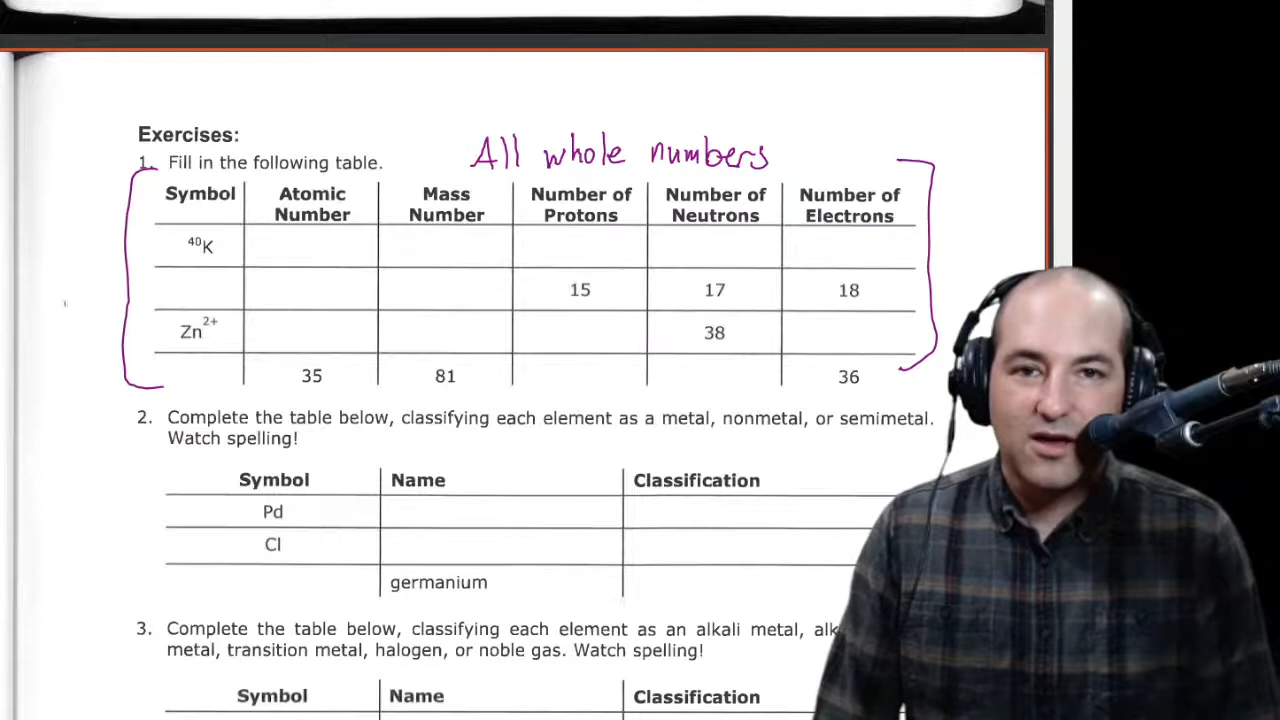 Exercises:
All whole numbers
1. Fill in the following table.
Symbol Atomic Number Mass Number Number of Protons Number of Neutrons Number of Electrons
⁴⁰K
15 17 18
Zn²⁺ 38
35 81 36
2. Complete the table below, classifying each element as a metal, nonmetal, or semimetal.
Watch spelling!
Symbol Name Classification
Pd
Cl
germanium
3. Complete the table below, classifying each element as an alkali metal,
metal, transition metal, halogen, or noble gas. Watch spelling!
Symbol Name Classification